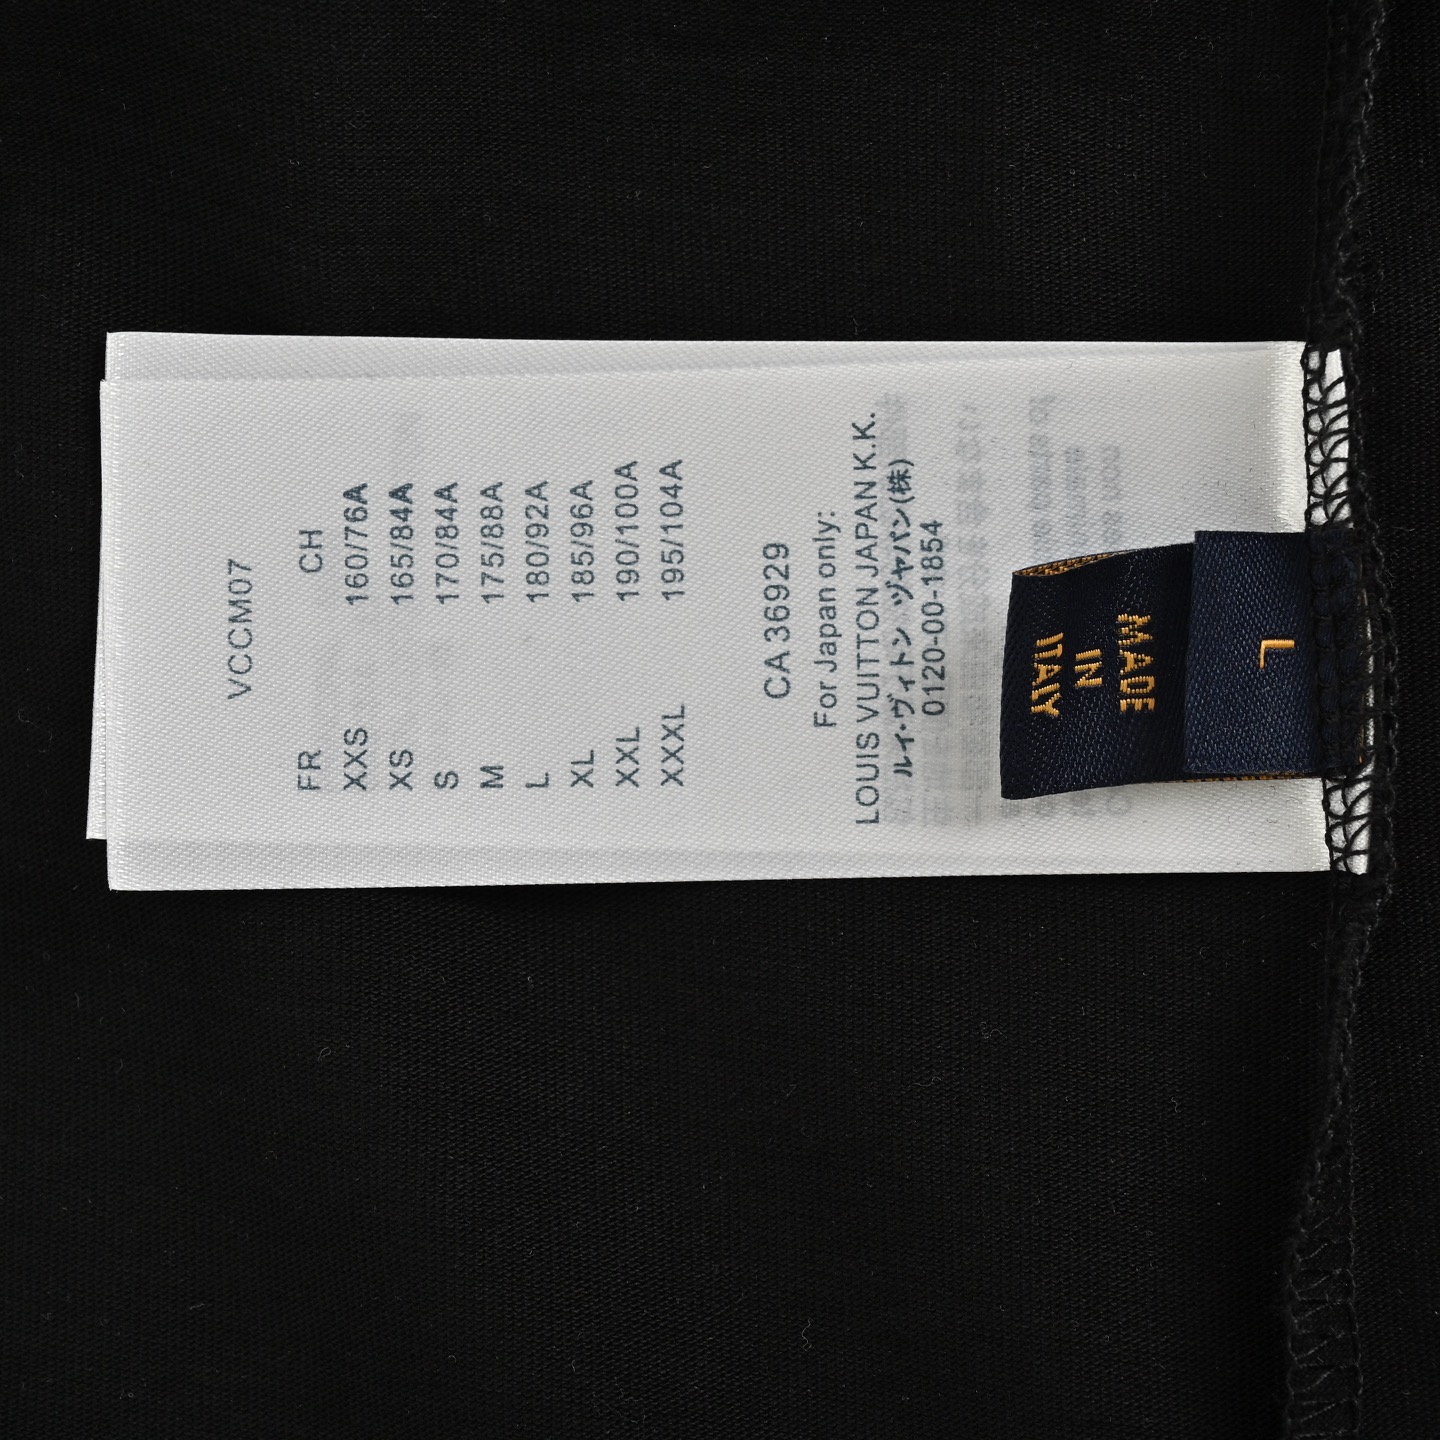 VCCM07
FR CH
XXS 160/76A
XS 165/84A
S 170/84A
M 175/88A
L 180/92A
XL 185/96A
XXL 190/100A
XXXL 195/104A
CA 36929
For Japan only:
LOUIS VUITTON JAPAN K.K.
ルイ・ヴィトン ヅャパン(株)
0120-00-1854
MADE
IN
ITALY
L